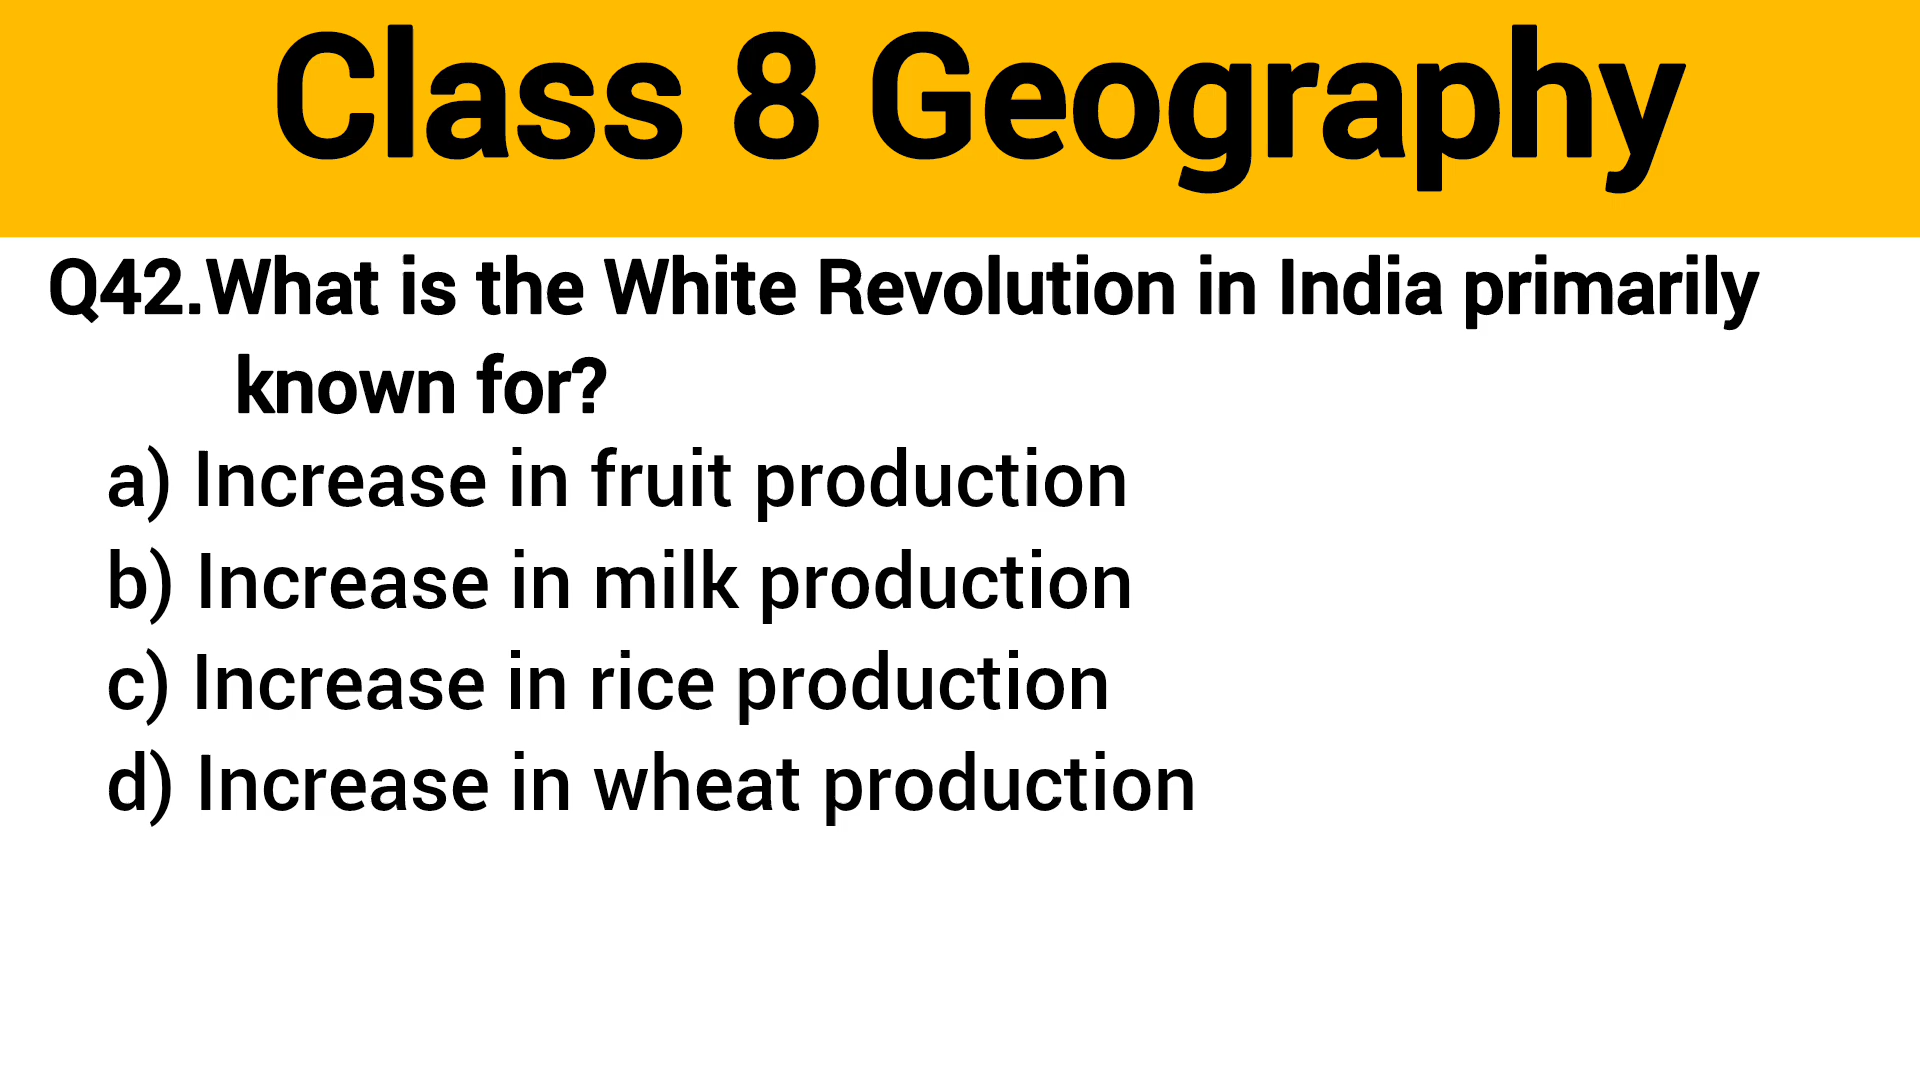 Class 8 Geography
Q42.What is the White Revolution in India primarily
known for?
a) Increase in fruit production
b) Increase in milk production
c) Increase in rice production
d) Increase in wheat production